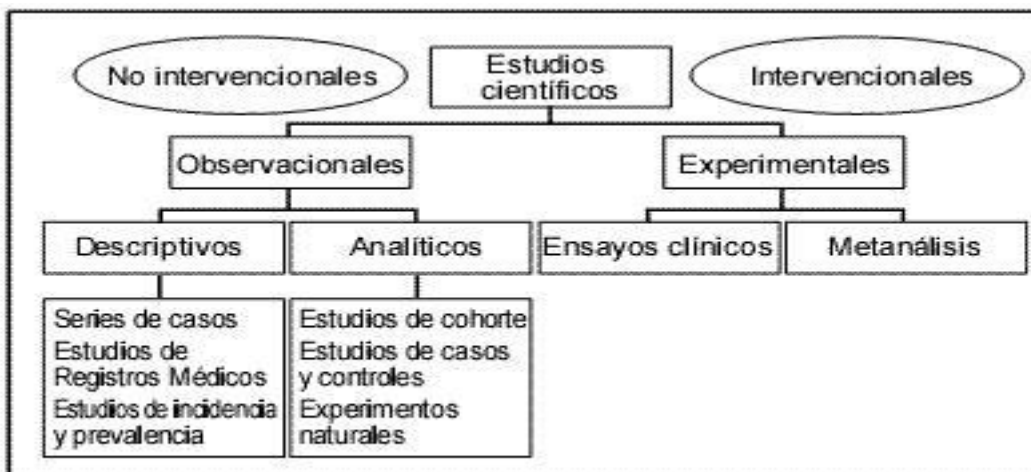 No intervencionales
Estudios
científicos
Intervencionales
Observacionales
Experimentales
Descriptivos
Analíticos
Ensayos clínicos
Metanálisis
Series de casos
Estudios de
Registros Médicos
Estudios de incidencia
y prevalencia
Estudios de cohorte
Estudios de casos
y controles
Experimentos
naturales